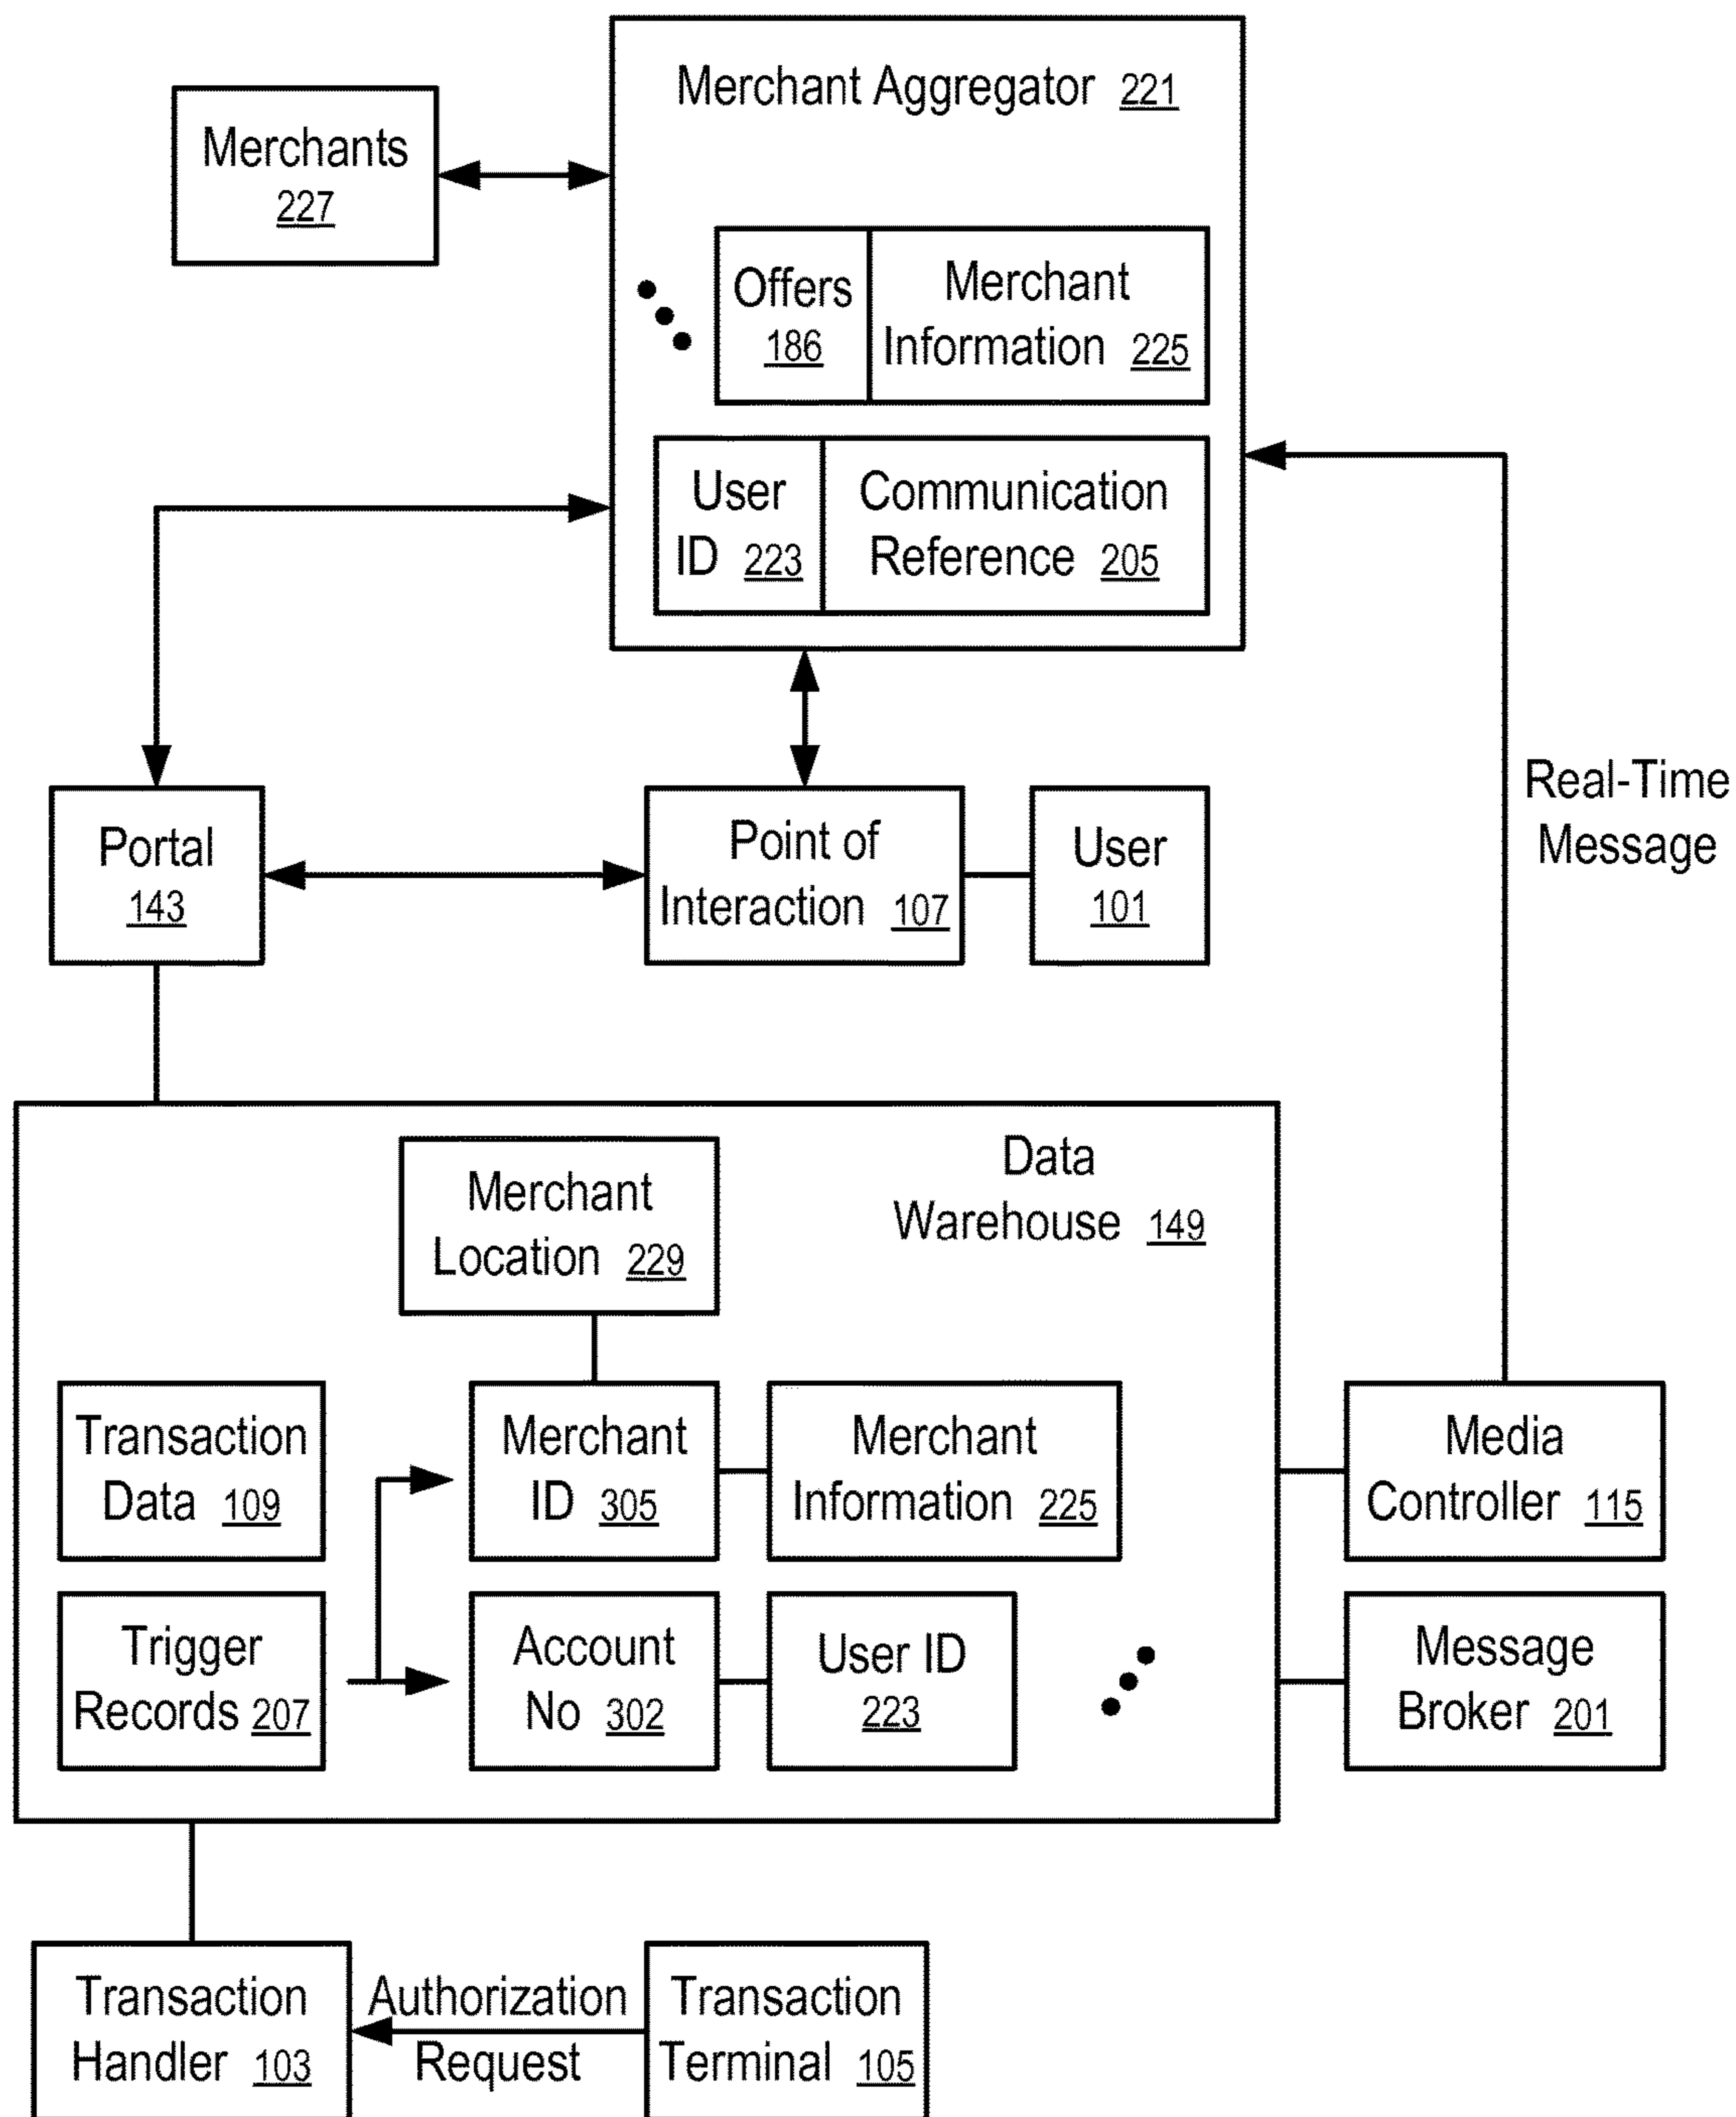 Merchant Aggregator 221
Merchants
227
Offers
186
Merchant
Information 225
User
ID 223
Communication
Reference 205
Real-Time
Message
Portal
143
Point of
Interaction 107
User
101
Data
Warehouse 149
Merchant
Location 229
Transaction
Data 109
Merchant
ID 305
Merchant
Information 225
Media
Controller 115
Trigger
Records 207
Account
No 302
User ID
223
Message
Broker 201
Transaction
Handler 103
Authorization
Request
Transaction
Terminal 105